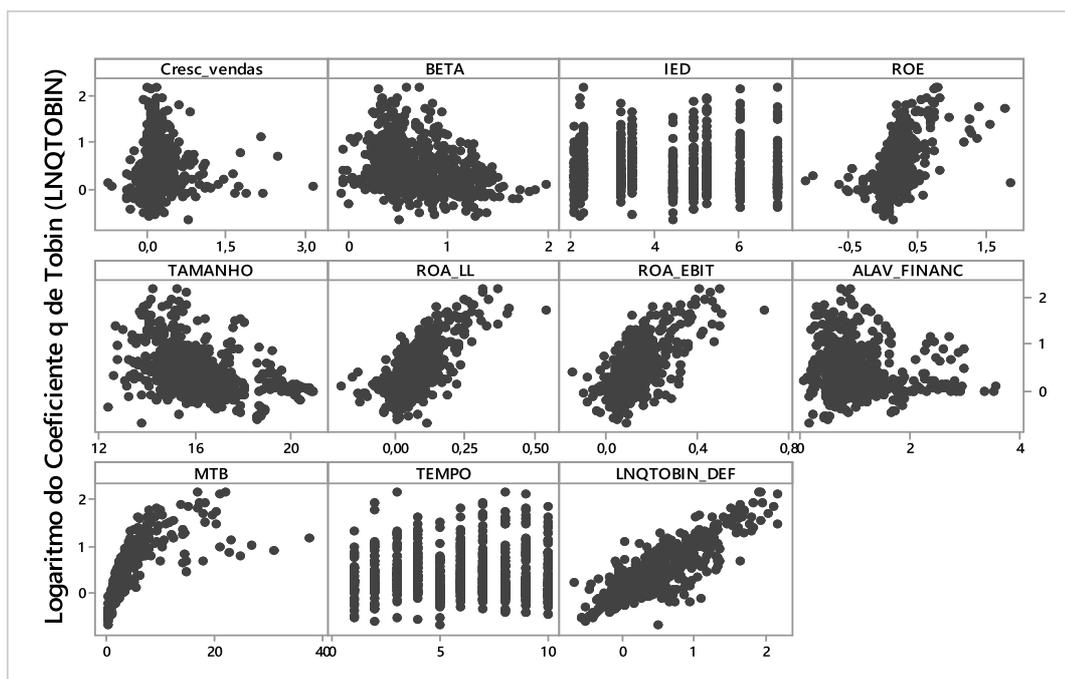 Logaritmo do Coeficiente q de Tobin (LNQTOBIN)
Cresc_vendas BETA IED ROE
2
1
0
0,0 1,5 3,0 0 1 2 2 4 6 -0,5 0,5 1,5
TAMANHO ROA_LL ROA_EBIT ALAV_FINANC
2
1
0
12 16 20 0,00 0,25 0,50 0,0 0,4 0,8 0 2 4
MTB TEMPO LNQTOBIN_DEF
2
1
0
0 20 40 0 5 10 0 1 2